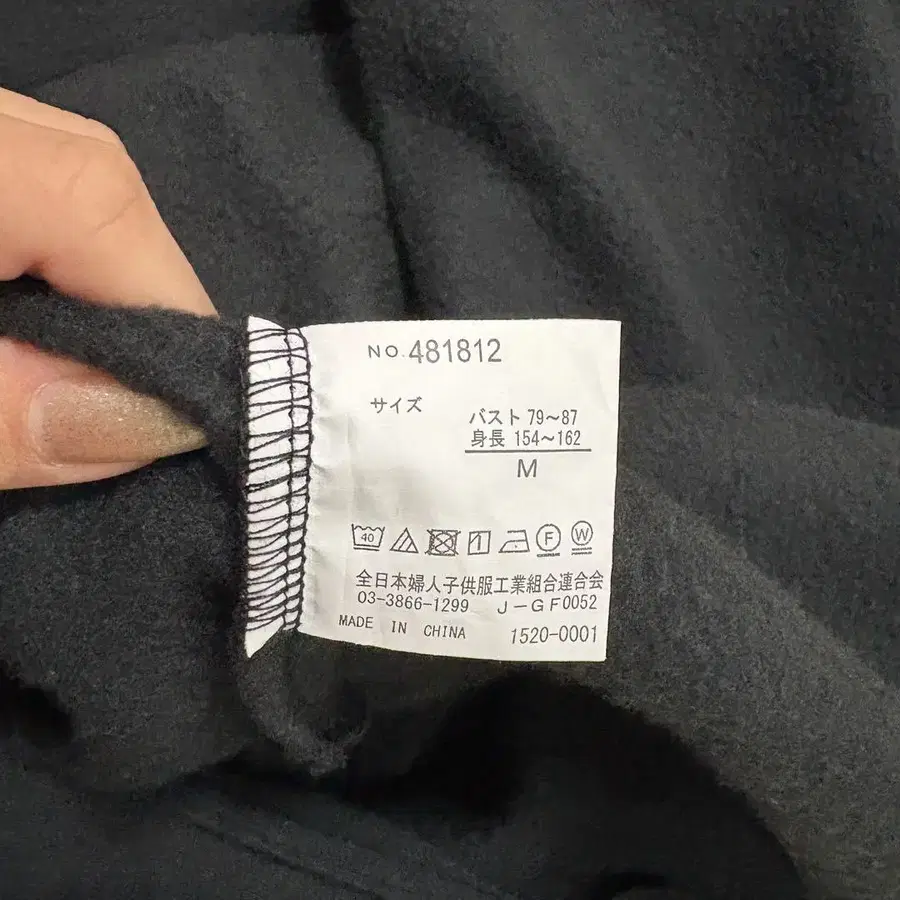 NO.481812
サイズ
バスト 79～87
身長 154～162
M
40 F W
全日本婦人子供服工業組合連合会
03-3866-1299 J-GF0052
MADE IN CHINA 1520-0001